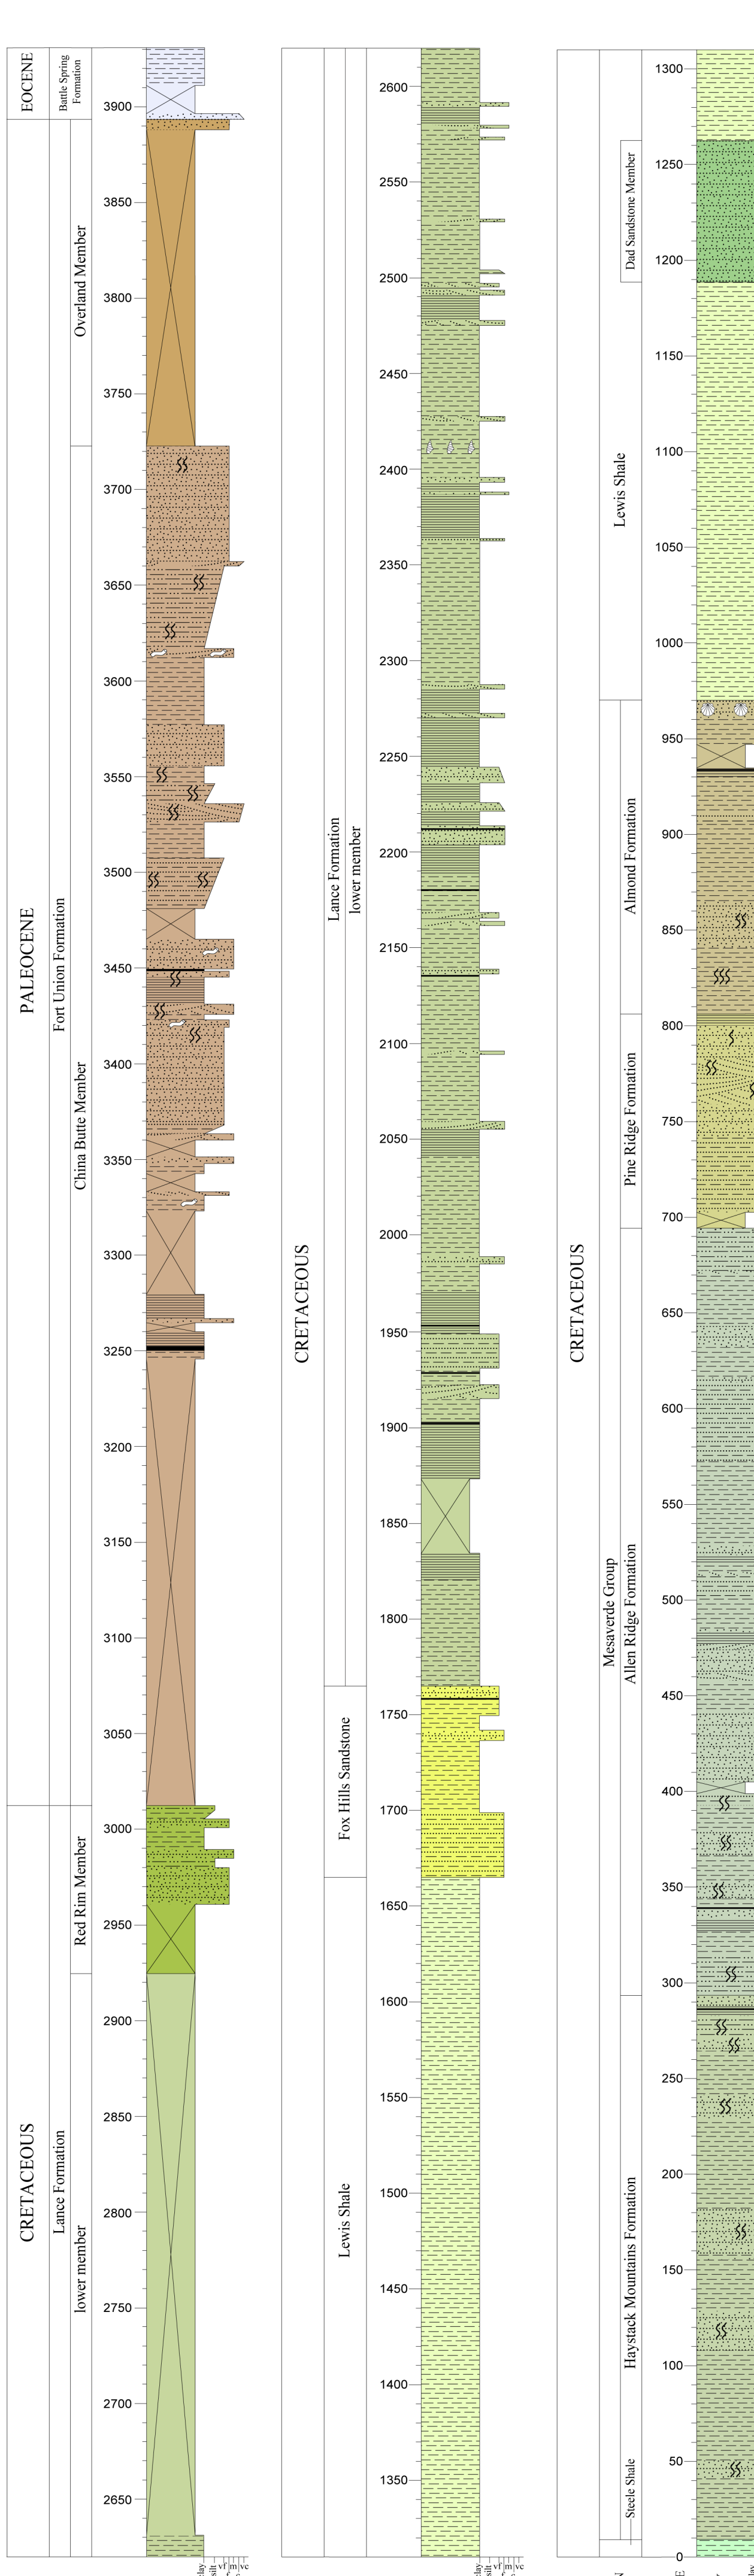 EOCENE
Battle Spring
Formation
PALEOCENE
Fort Union Formation
Overland Member
China Butte Member
CRETACEOUS
Lance Formation
Red Rim Member
lower member
3900
3850
3800
3750
3700
3650
3600
3550
3500
3450
3400
3350
3300
3250
3200
3150
3100
3050
3000
2950
2900
2850
2800
2750
2700
2650
silt
vf
m
vc
CRETACEOUS
Lance Formation
lower member
Fox Hills Sandstone
Lewis Shale
2600
2550
2500
2450
2400
2350
2300
2250
2200
2150
2100
2050
2000
1950
1900
1850
1800
1750
1700
1650
1600
1550
1500
1450
1400
1350
silt
vf
m
vc
CRETACEOUS
Lewis Shale
Dad Sandstone Member
Mesaverde Group
Almond Formation
Pine Ridge Formation
Allen Ridge Formation
Haystack Mountains Formation
Steele Shale
1300
1250
1200
1150
1100
1050
1000
950
900
850
800
750
700
650
600
550
500
450
400
350
300
250
200
150
100
50
0